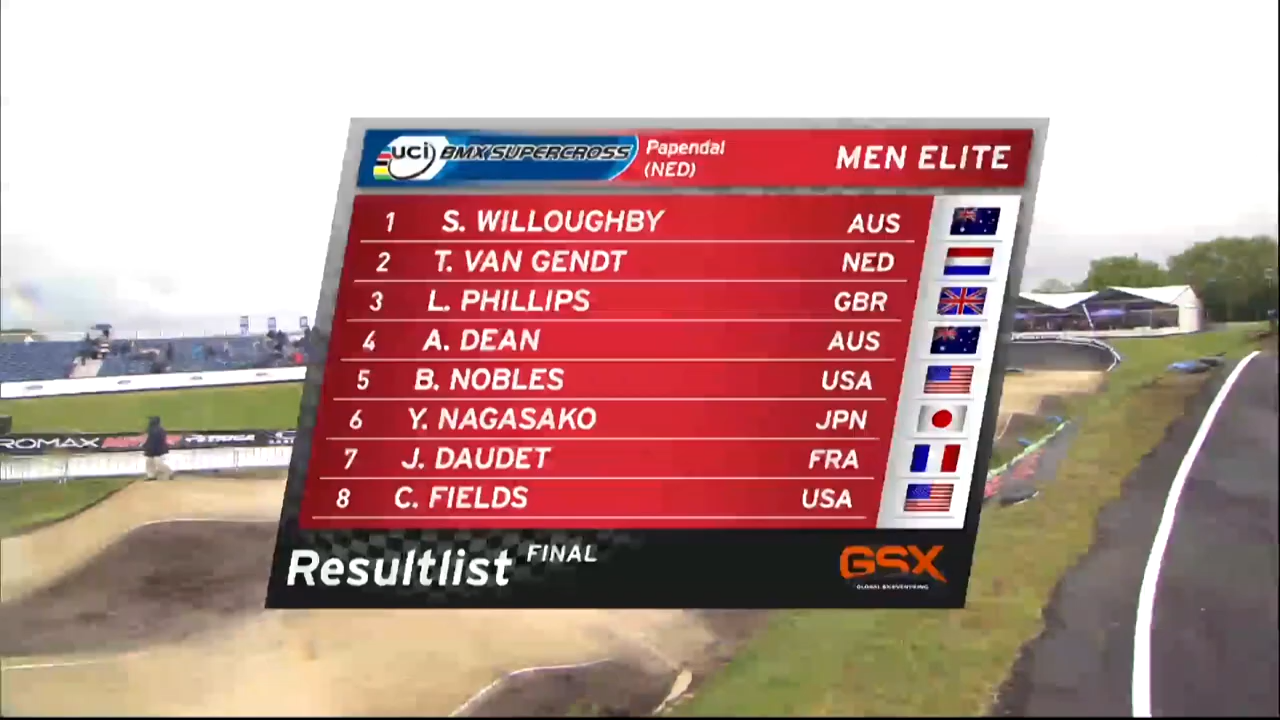 uci BMX SUPERCROSS
Papendal
(NED)
MEN ELITE
1 S. WILLOUGHBY AUS
2 T. VAN GENDT NED
3 L. PHILLIPS GBR
4 A. DEAN AUS
5 B. NOBLES USA
6 Y. NAGASAKO JPN
7 J. DAUDET FRA
8 C. FIELDS USA
Resultlist FINAL
GSX
ROMAX